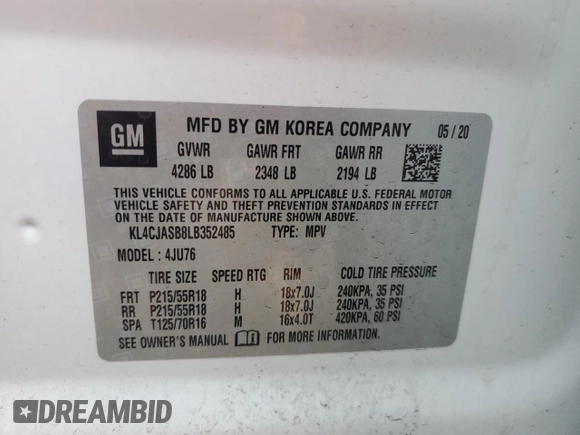 GM MFD BY GM KOREA COMPANY 05 / 20
GVWR GAWR FRT GAWR RR
4286 LB 2348 LB 2194 LB
THIS VEHICLE CONFORMS TO ALL APPLICABLE U.S. FEDERAL MOTOR
VEHICLE SAFETY AND THEFT PREVENTION STANDARDS IN EFFECT ON
THE DATE OF MANUFACTURE SHOWN ABOVE.
KL4CJASB8LB352485 TYPE: MPV
MODEL : 4JU76
TIRE SIZE SPEED RTG RIM COLD TIRE PRESSURE
FRT P215/55R18 H 18x7.0J 240KPA, 35 PSI
RR P215/55R18 H 18x7.0J 240KPA, 35 PSI
SPA T125/70R16 M 16x4.0T 420KPA, 60 PSI
SEE OWNER'S MANUAL FOR MORE INFORMATION.
DREAMBID